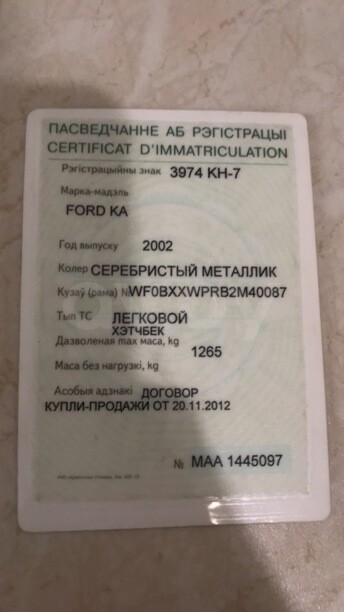 ПАСВЕДЧАННЕ АБ РЭГІСТРАЦЫІ
CERTIFICAT D'IMMATRICULATION
Рэгістрацыйны знак 3974 KH-7
Марка-мадэль
FORD KA
Год выпуску 2002
Колер СЕРЕБРИСТЫЙ МЕТАЛЛИК
Кузаў (рама) №WF0BXXWPRB2M40087
Тып ТС ЛЕГКОВОЙ
ХЭТЧБЕК
Дазволеная max маса, kg
1265
Маса без нагрузкі, kg
Асобыя адзнакі ДОГОВОР
КУПЛИ-ПРОДАЖИ ОТ 20.11.2012
№ МАА 1445097